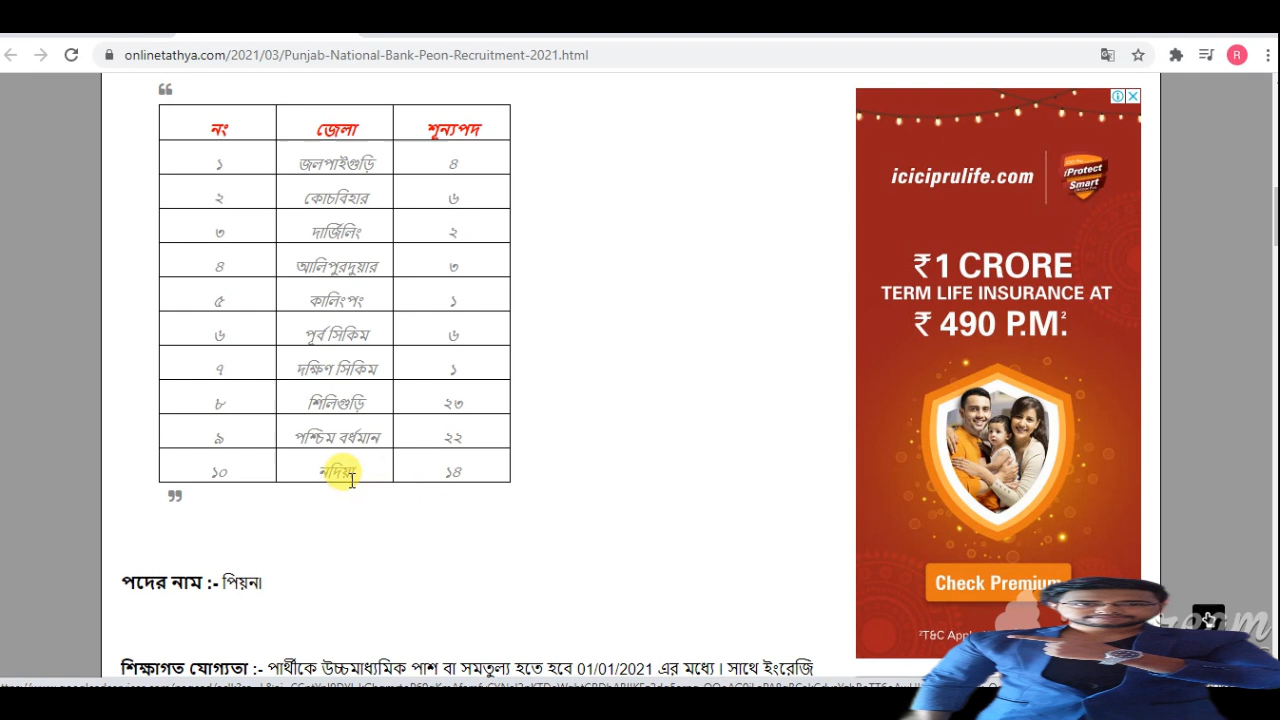 onlinetathya.com/2021/03/Punjab-National-Bank-Peon-Recruitment-2021.html
R
“
নং জেলা শূন্যপদ
১ জলপাইগুড়ি ৪
২ কোচবিহার ৬
৩ দার্জিলিং ২
৪ আলিপুরদুয়ার ৩
৫ কালিংপং ১
৬ পূর্ব সিকিম ৬
৭ দক্ষিণ সিকিম ১
৮ শিলিগুড়ি ২৩
৯ পশ্চিম বর্ধমান ২২
১০ নদিয়া ১৪
”
পদের নাম :- পিয়ন৷
শিক্ষাগত যোগ্যতা :- পার্থীকে উচ্চমাধ্যমিক পাশ বা সমতুল্য হতে হবে 01/01/2021 এর মধ্যে । সাথে ইংরেজি
iciciprulife.com
iProtect
Smart
₹1 CRORE
TERM LIFE INSURANCE AT
₹ 490 P.M.²
Check Premium
T&C